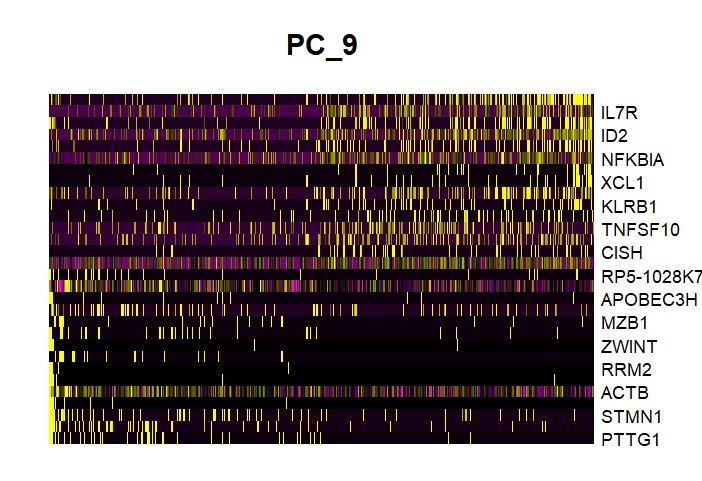 PC_9
IL7R
ID2
NFKBIA
XCL1
KLRB1
TNFSF10
CISH
RP5-1028K7
APOBEC3H
MZB1
ZWINT
RRM2
ACTB
STMN1
PTTG1